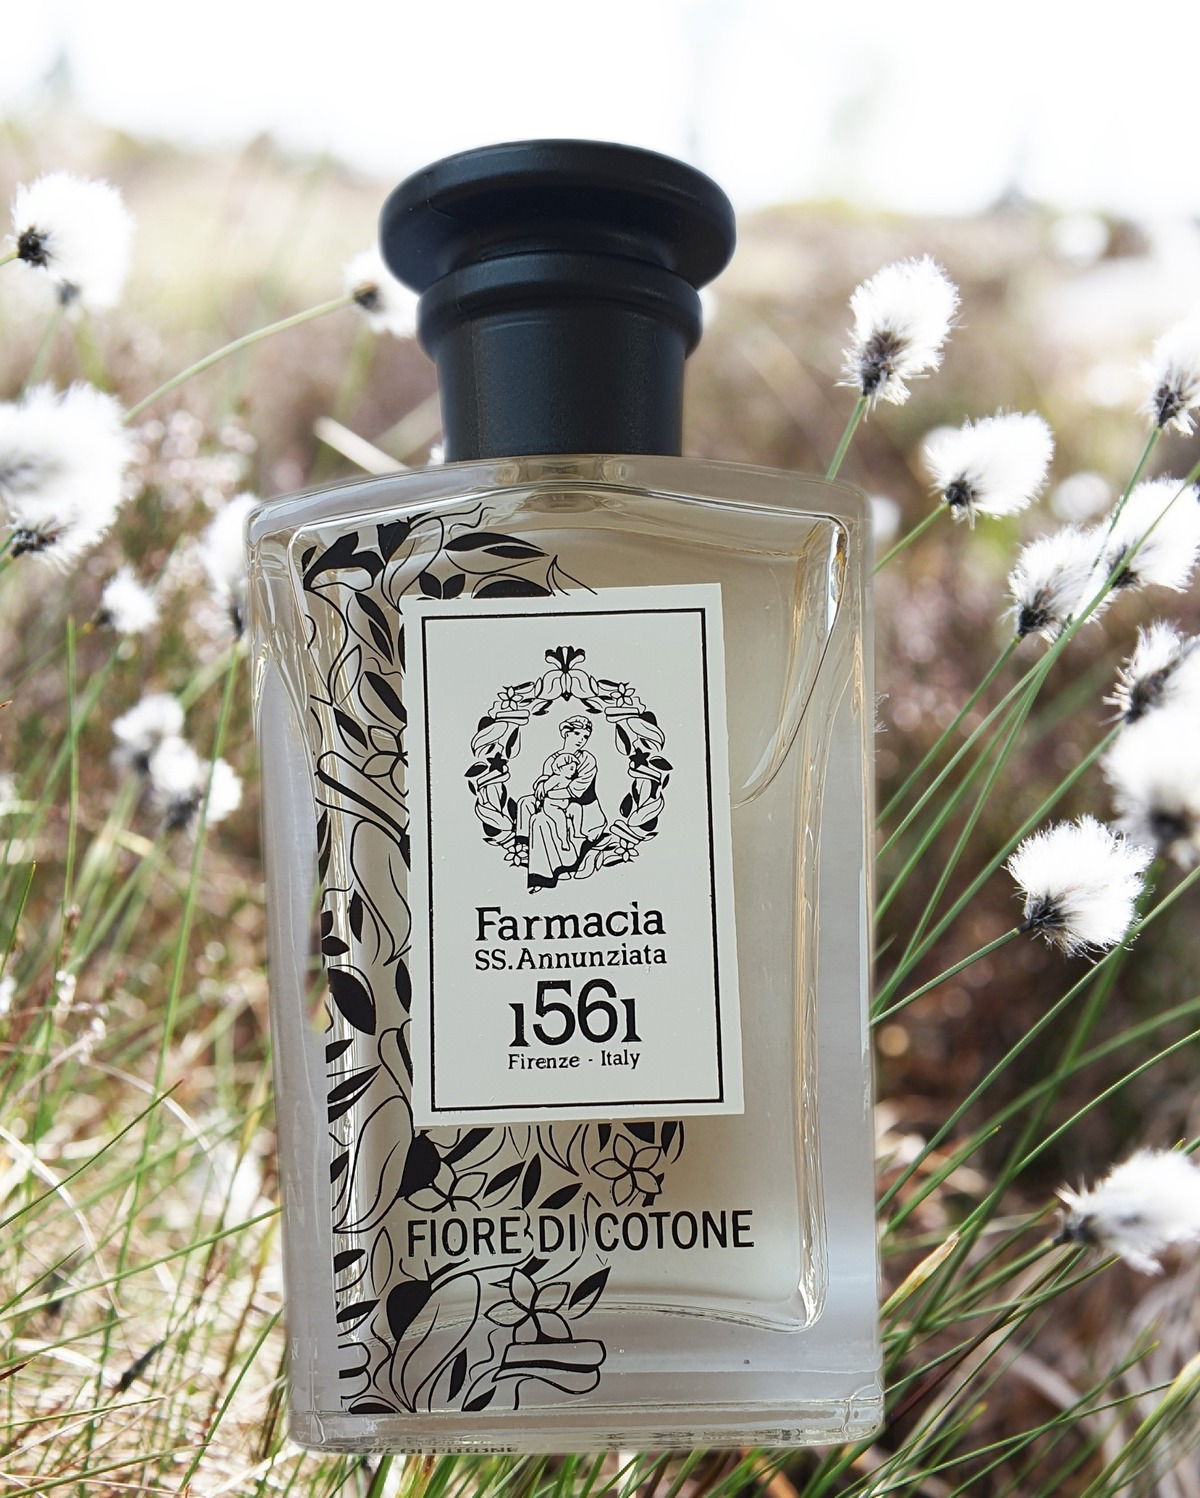 Farmacia
SS. Annunziata
1561
Firenze - Italy
FIORE DI COTONE